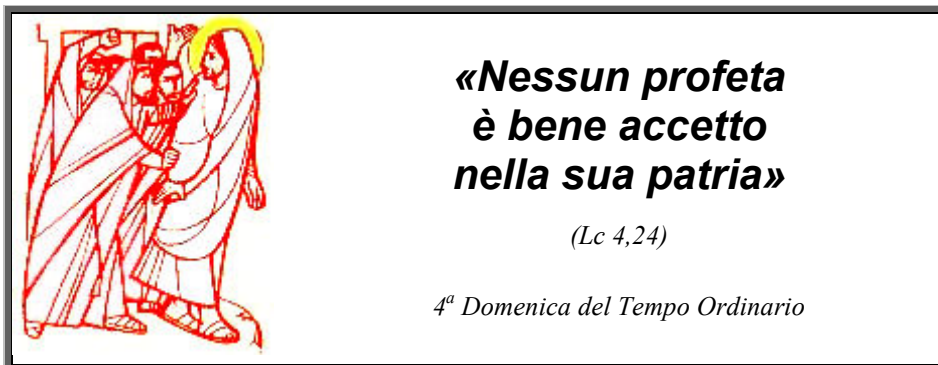 «Nessun profeta
è bene accetto
nella sua patria»
(Lc 4,24)
4ª Domenica del Tempo Ordinario